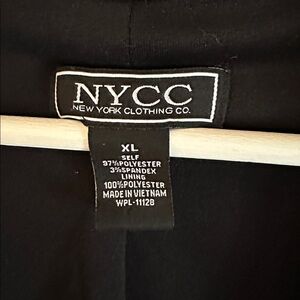 NYCC
NEW YORK CLOTHING CO.
XL
SELF
97%POLYESTER
3%SPANDEX
LINING
100%POLYESTER
MADE IN VIETNAM
WPL-11128